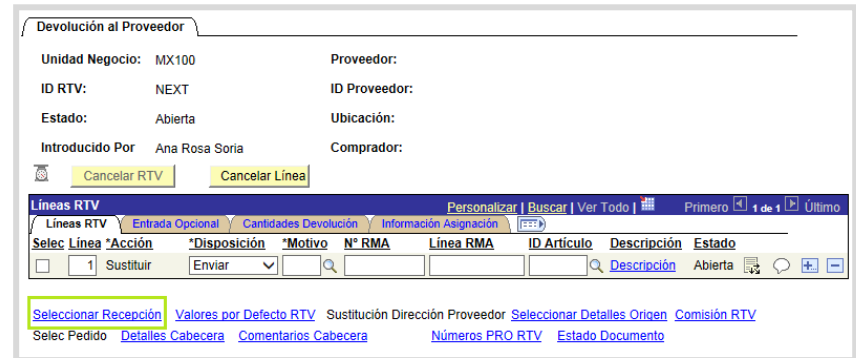 Devolución al Proveedor
Unidad Negocio: MX100 Proveedor:
ID RTV: NEXT ID Proveedor:
Estado: Abierta Ubicación:
Introducido Por Ana Rosa Soria Comprador:
Cancelar RTV Cancelar Línea
Líneas RTV Personalizar | Buscar | Ver Todo | Primero 1 de 1 Último
Líneas RTV Entrada Opcional Cantidades Devolución Información Asignación
Selec Línea *Acción *Disposición *Motivo Nº RMA Línea RMA ID Artículo Descripción Estado
1 Sustituir Enviar Descripción Abierta
Seleccionar Recepción Valores por Defecto RTV Sustitución Dirección Proveedor Seleccionar Detalles Origen Comisión RTV
Selec Pedido Detalles Cabecera Comentarios Cabecera Números PRO RTV Estado Documento